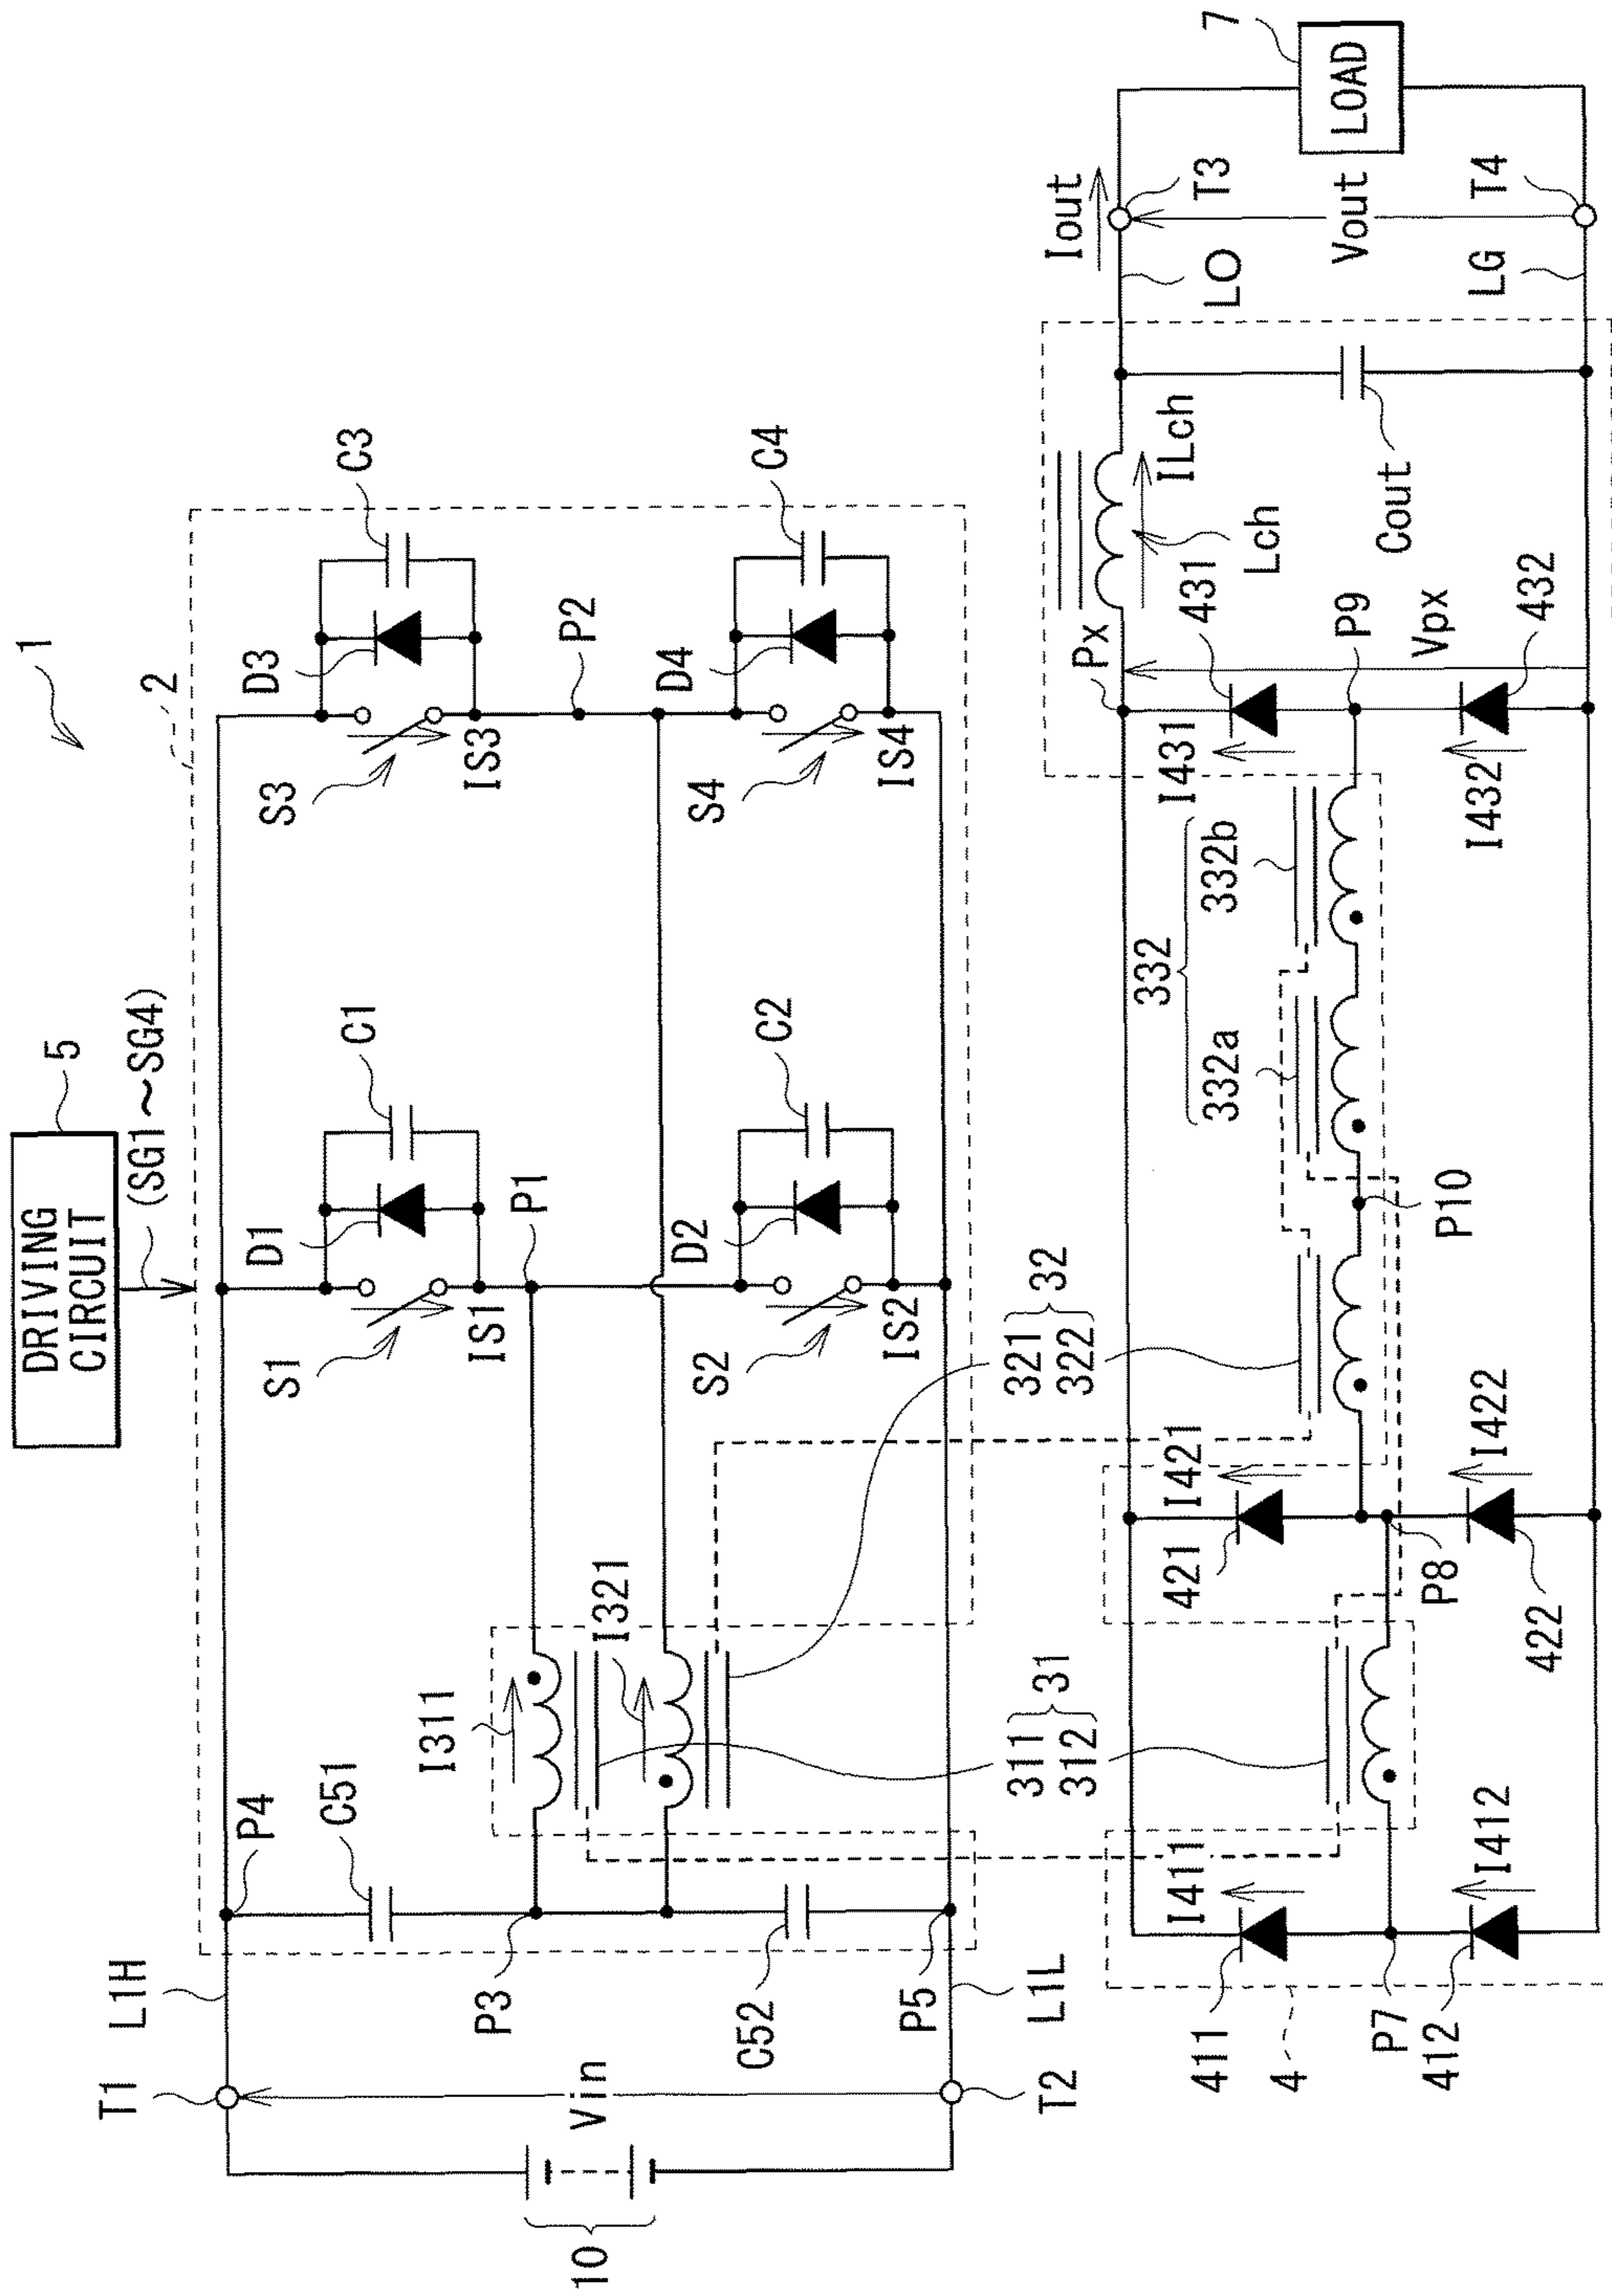 1
DRIVING
CIRCUIT
5
(SG1~SG4)
2
T1
L1H
P4
C51
D1
C1
S1
IS1
P1
D3
C3
S3
IS3
P2
10
Vin
P3
I311
I321
C52
D2
C2
S2
IS2
D4
C4
S4
IS4
T2
L1L
P5
311
312
31
321
322
32
332
332a
332b
411
I411
4
P7
412
I412
421
I421
P8
422
I422
P10
Px
I431
431
P9
Vpx
I432
432
Lch
ILch
Cout
LO
Iout
T3
Vout
LG
T4
LOAD
7